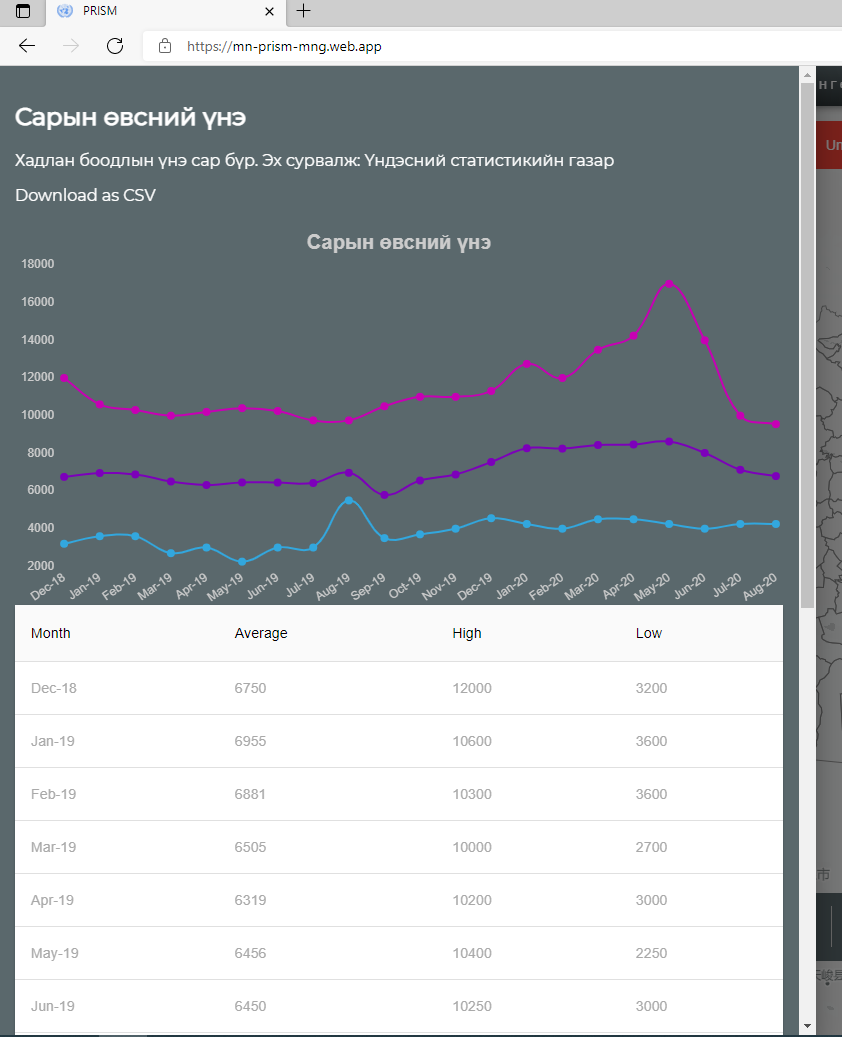 PRISM
https://mn-prism-mng.web.app
Сарын өвсний үнэ
Хадлан боодлын үнэ сар бүр. Эх сурвалж: Үндэсний статистикийн газар
Download as CSV
Сарын өвсний үнэ
18000
16000
14000
12000
10000
8000
6000
4000
2000
Dec-18 Jan-19 Feb-19 Mar-19 Apr-19 May-19 Jun-19 Jul-19 Aug-19 Sep-19 Oct-19 Nov-19 Dec-19 Jan-20 Feb-20 Mar-20 Apr-20 May-20 Jun-20 Jul-20 Aug-20
Month Average High Low
Dec-18 6750 12000 3200
Jan-19 6955 10600 3600
Feb-19 6881 10300 3600
Mar-19 6505 10000 2700
Apr-19 6319 10200 3000
May-19 6456 10400 2250
Jun-19 6450 10250 3000